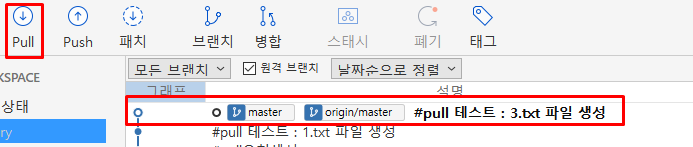 Pull Push 패치 브랜치 병합 스태시 폐기 태그
모든 브랜치 원격 브랜치 날짜순으로 정렬
KSPACE
그래프 설명
상태
master origin/master #pull 테스트 : 3.txt 파일 생성
ry
#pull 테스트 : 1.txt 파일 생성